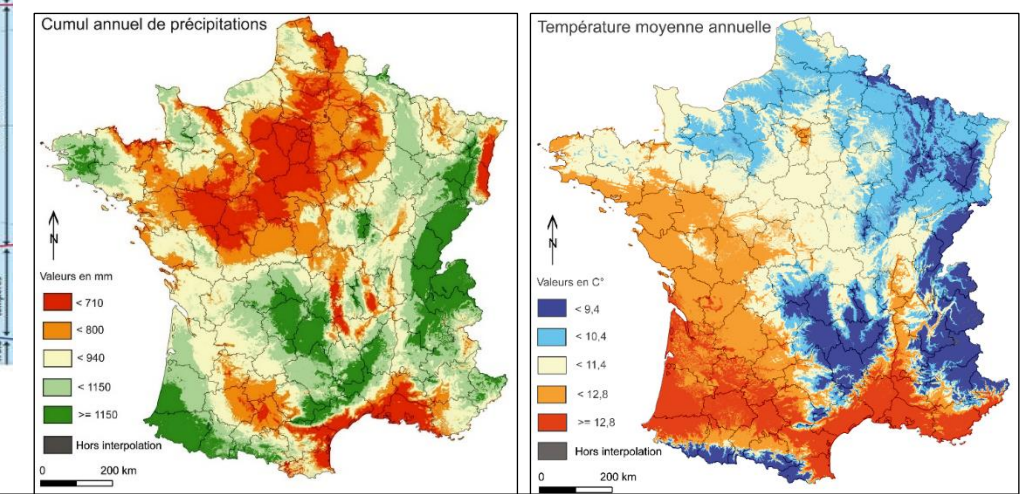 Cumul annuel de précipitations
N
Valeurs en mm
< 710
< 800
< 940
< 1150
>= 1150
Hors interpolation
0 200 km
Température moyenne annuelle
N
Valeurs en C°
< 9,4
< 10,4
< 11,4
< 12,8
>= 12,8
Hors interpolation
0 200 km